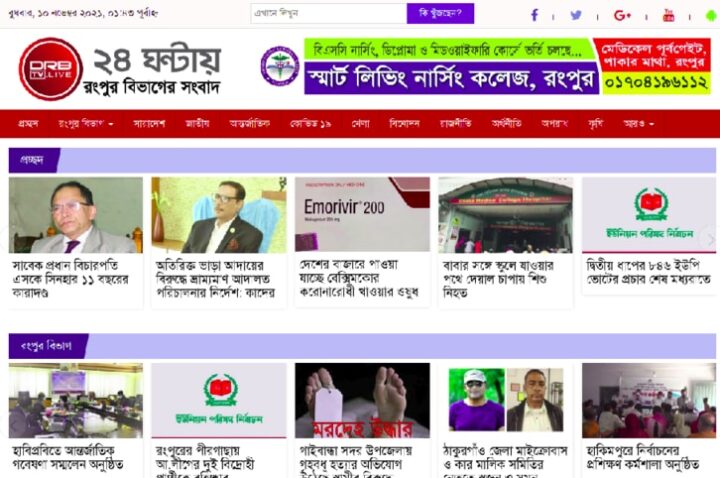 বুধবার, ১০ নভেম্বর ২০২১, ০১:৪৩ পূর্বাহ্ন
এখানে লিখুন
কি খুঁজছেন?
DRB
TV.LIVE
২৪ ঘন্টায়
রংপুর বিভাগের সংবাদ
বিএসসি নার্সিং, ডিপ্লোমা ও মিডওয়াইফারি কোর্সে ভর্তি চলছে...
স্মার্ট লিভিং নার্সিং কলেজ, রংপুর
মেডিকেল পূর্বগেইট,
পাকার মাথা, রংপুর
০১৭০৪১৯৬১১২
প্রচ্ছদ রংপুর বিভাগ সারাদেশ জাতীয় আন্তর্জাতিক কোভিড ১৯ খেলা বিনোদন রাজনীতি অর্থনীতি অপরাধ কৃষি আরও
প্রচ্ছদ
Emorivir 200
ইউনিয়ন পরিষদ নির্বাচন
সাবেক প্রধান বিচারপতি
এসকে সিনহার ১১ বছরের
কারাদণ্ড
অতিরিক্ত ভাড়া আদায়ের
বিরুদ্ধে ভ্রাম্যমাণ আদালত
পরিচালনার নির্দেশ: কাদের
দেশের বাজারে পাওয়া
যাচ্ছে বেক্সিমকোর
করোনারোধী খাওয়ার ওষুধ
বাবার সঙ্গে স্কুলে যাওয়ার
পথে দেয়াল চাপায় শিশু
নিহত
দ্বিতীয় ধাপের ৮৪৬ ইউপি
ভোটের প্রচার শেষ মধ্যরাতে
রংপুর বিভাগ
ইউনিয়ন পরিষদ নির্বাচন
মরদেহ উদ্ধার
হাবিপ্রবিতে আন্তর্জাতিক
গবেষণা সম্মেলন অনুষ্ঠিত
রংপুরের পীরগাছায়
আ.লীগের দুই বিদ্রোহী
গাইবান্ধা সদর উপজেলায়
গৃহবধূ হত্যার অভিযোগ
ঠাকুরগাঁও জেলা মাইক্রোবাস
ও কার মালিক সমিতির
হাকিমপুরে নির্বাচনের
প্রশিক্ষণ কর্মশালা অনুষ্ঠিত